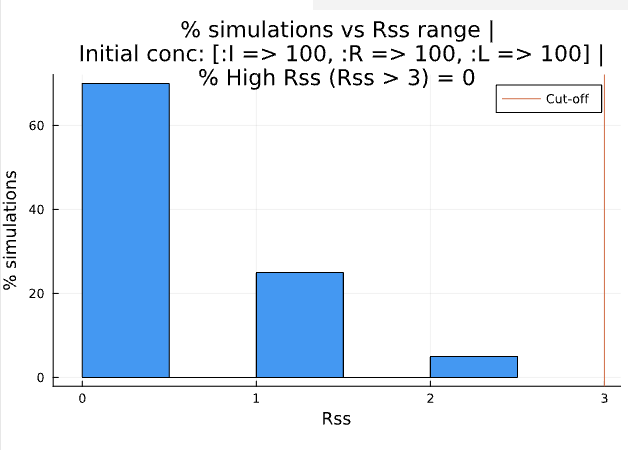 % simulations vs Rss range |
Initial conc: [:I => 100, :R => 100, :L => 100] |
% High Rss (Rss > 3) = 0
Cut-off
% simulations
60
40
20
0
0 1 2 3
Rss